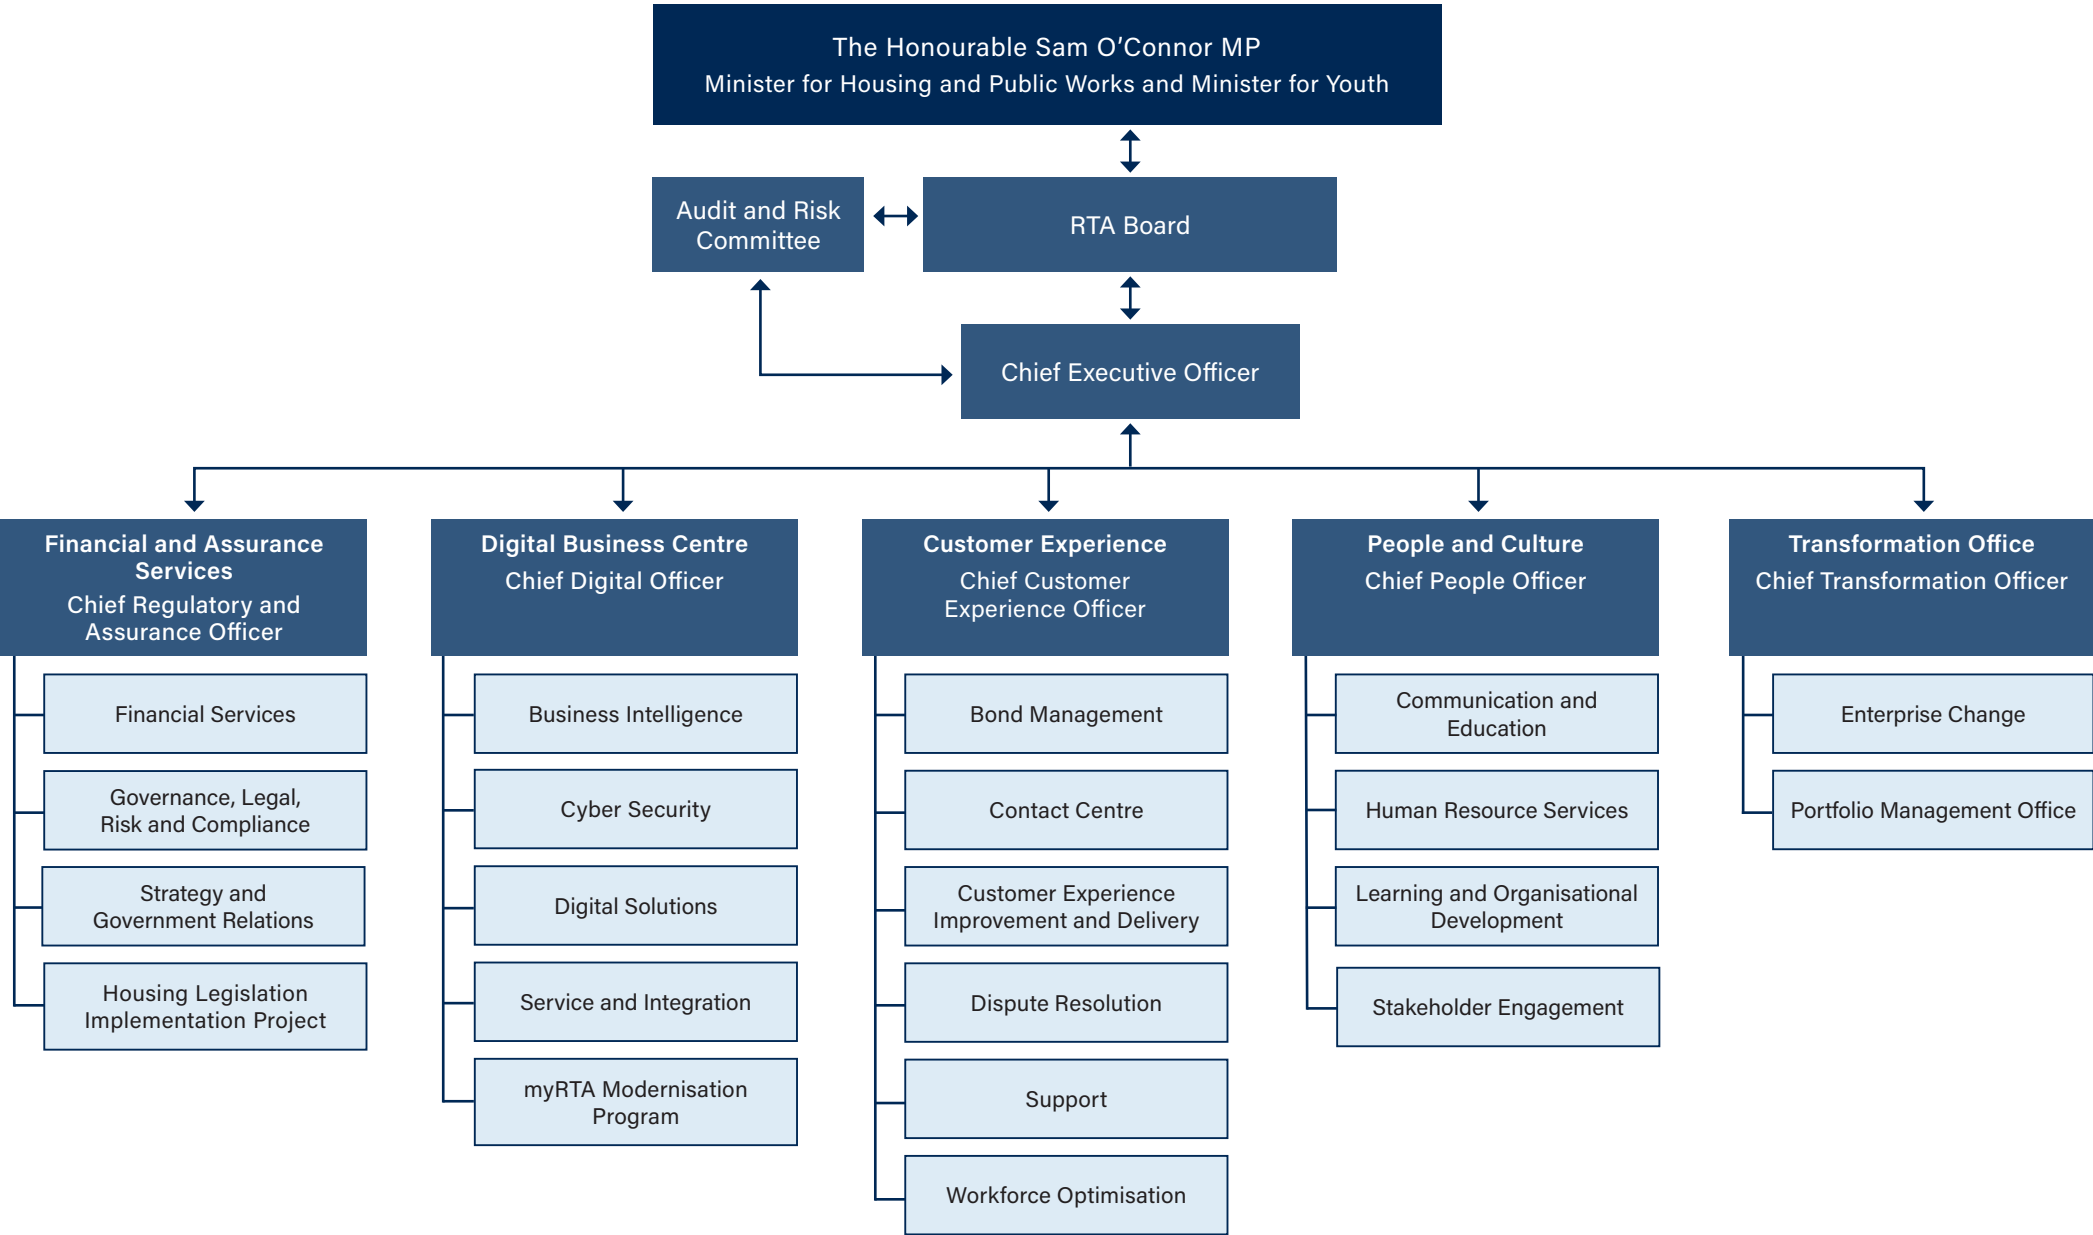 The Honourable Sam O’Connor MP
Minister for Housing and Public Works and Minister for Youth
Audit and Risk
Committee
RTA Board
Chief Executive Officer
Financial and Assurance
Services
Chief Regulatory and
Assurance Officer
Financial Services
Governance, Legal,
Risk and Compliance
Strategy and
Government Relations
Housing Legislation
Implementation Project
Digital Business Centre
Chief Digital Officer
Business Intelligence
Cyber Security
Digital Solutions
Service and Integration
myRTA Modernisation
Program
Customer Experience
Chief Customer
Experience Officer
Bond Management
Contact Centre
Customer Experience
Improvement and Delivery
Dispute Resolution
Support
Workforce Optimisation
People and Culture
Chief People Officer
Communication and
Education
Human Resource Services
Learning and Organisational
Development
Stakeholder Engagement
Transformation Office
Chief Transformation Officer
Enterprise Change
Portfolio Management Office